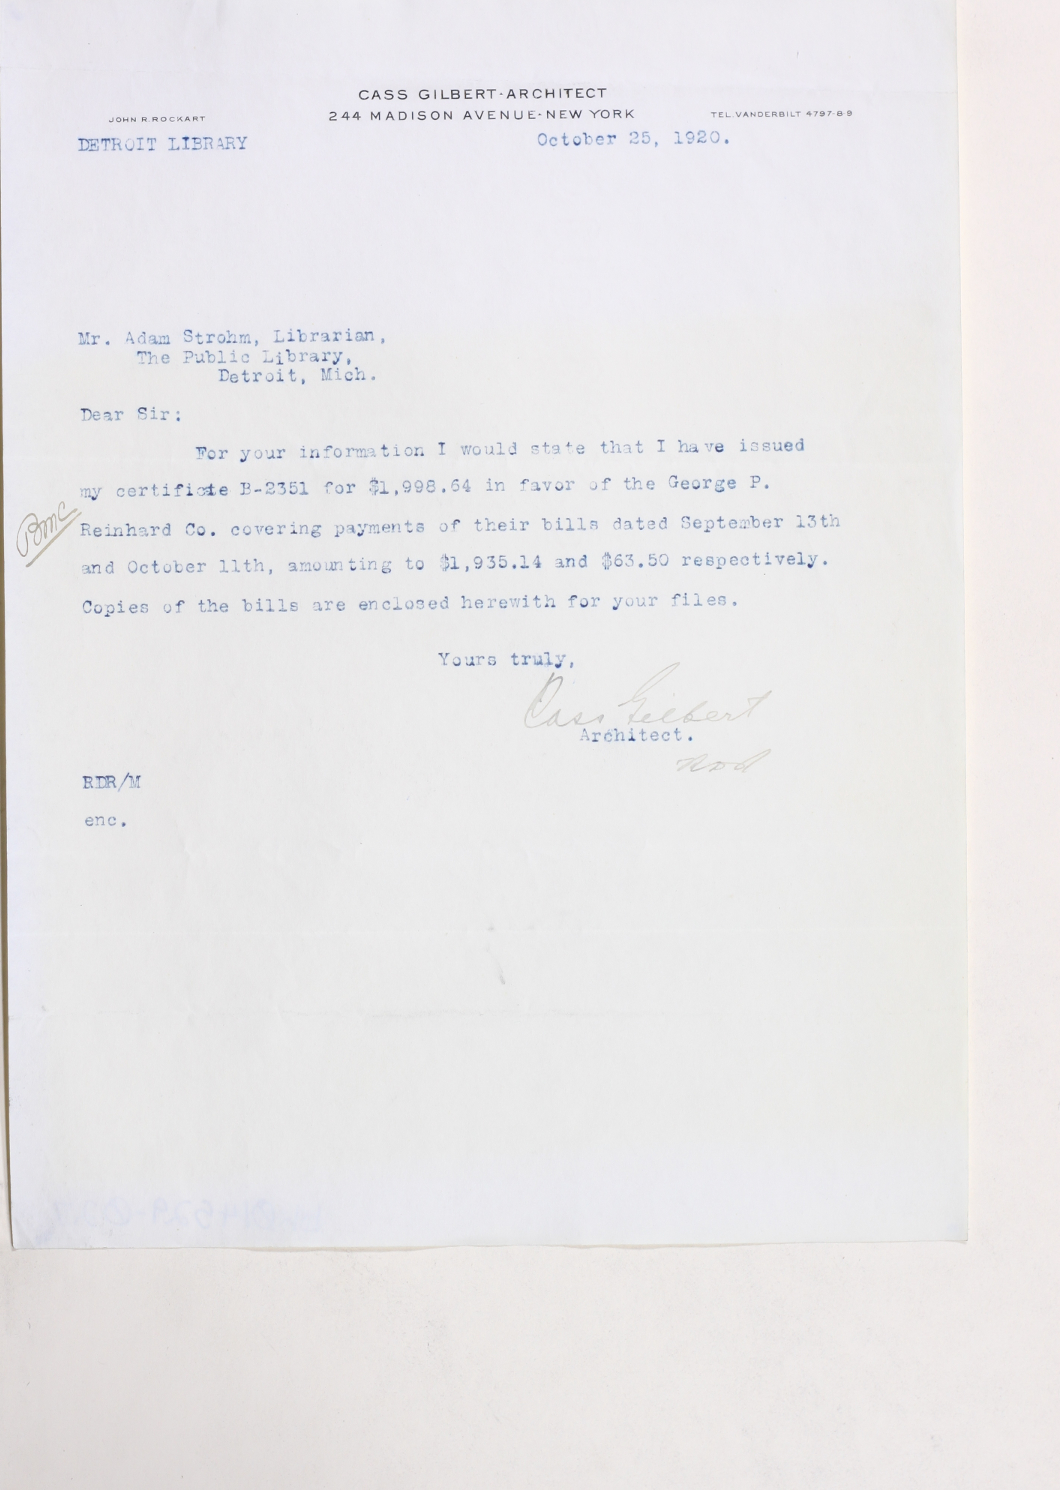 CASS GILBERT-ARCHITECT
JOHN R. ROCKART
244 MADISON AVENUE-NEW YORK
TEL. VANDERBILT 4797-8-9
DETROIT LIBRARY
October 25, 1920.
Mr. Adam Strohm, Librarian,
The Public Library,
Detroit, Mich.
Dear Sir:
For your information I would state that I have issued
my certificate B-2351 for $1,998.64 in favor of the George P.
Reinhard Co. covering payments of their bills dated September 13th
and October 11th, amounting to $1,935.14 and $63.50 respectively.
Copies of the bills are enclosed herewith for your files.
BMC
Yours truly,
Cass Gilbert
Architect.
RDR/M
enc.